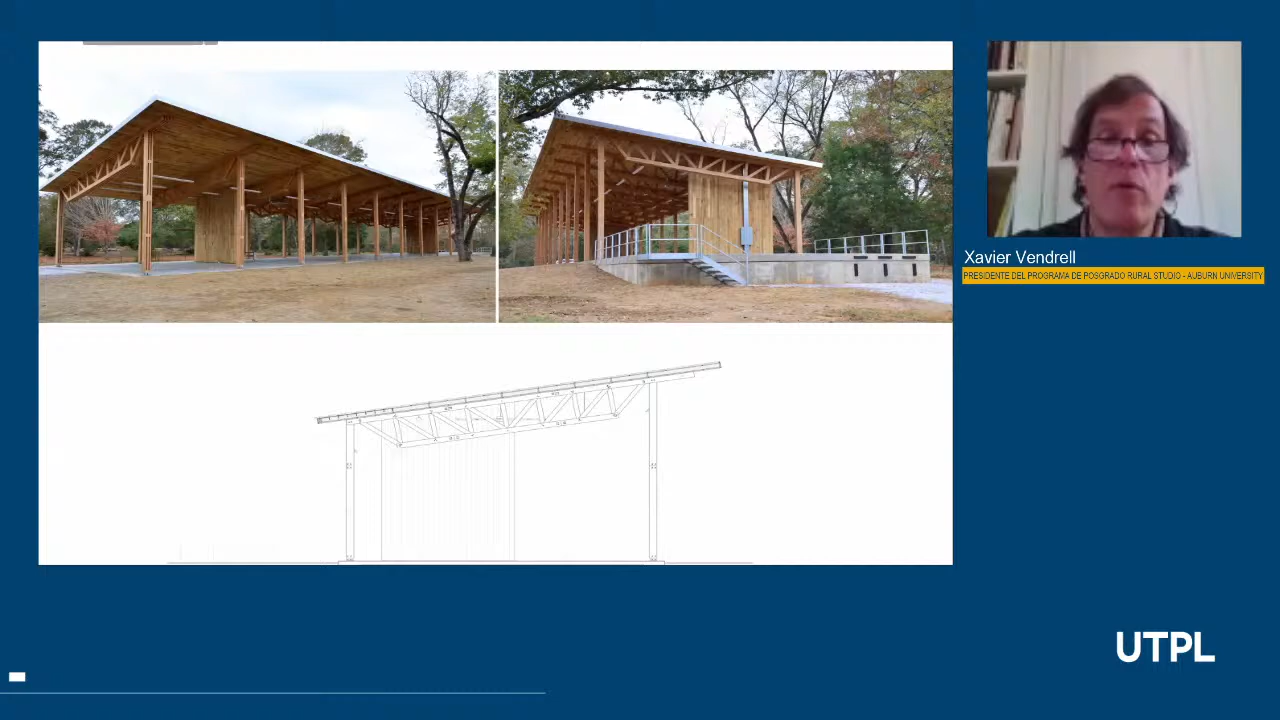 Xavier Vendrell
PRESIDENTE DEL PROGRAMA DE POSGRADO RURAL STUDIO - AUBURN UNIVERSITY
UTPL